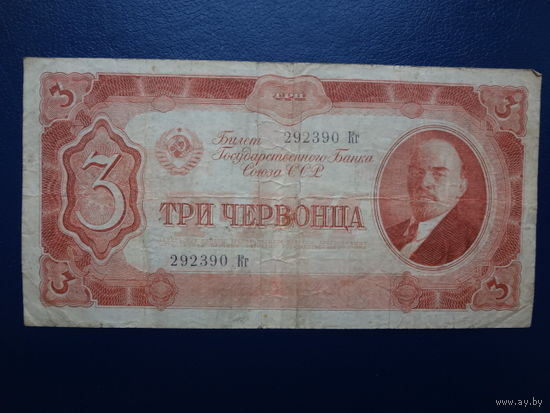 3 3
ТРИ
Билет 292390 Кг
Государственного Банка
Союза ССР
3
ТРИ ЧЕРВОНЦА
292390 Кг
3 3
www.ay.by